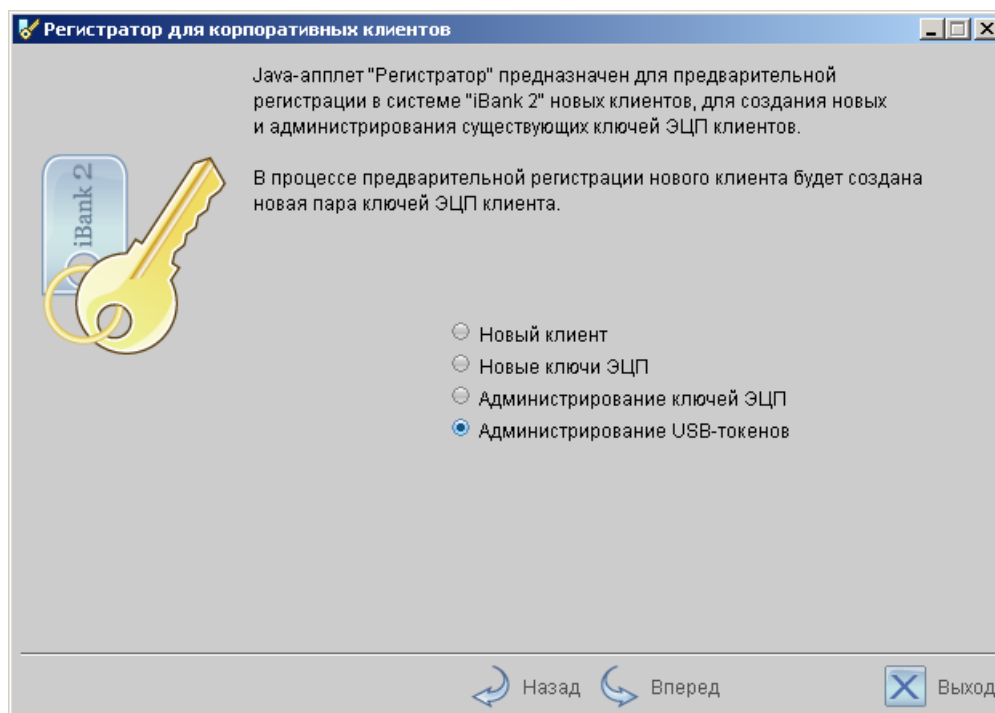 Регистратор для корпоративных клиентов
Java-апплет "Регистратор" предназначен для предварительной
регистрации в системе "iBank 2" новых клиентов, для создания новых
и администрирования существующих ключей ЭЦП клиентов.
В процессе предварительной регистрации нового клиента будет создана
новая пара ключей ЭЦП клиента.
iBank 2
Новый клиент
Новые ключи ЭЦП
Администрирование ключей ЭЦП
Администрирование USB-токенов
Назад
Вперед
Выход